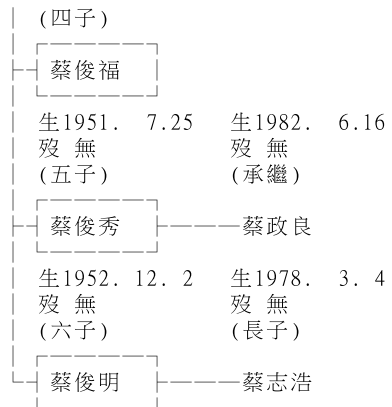 (四子)
蔡俊福
生1951. 7.25 生1982. 6.16
歿 無 歿 無
(五子) (承繼)
蔡俊秀 蔡政良
生1952. 12. 2 生1978. 3. 4
歿 無 歿 無
(六子) (長子)
蔡俊明 蔡志浩